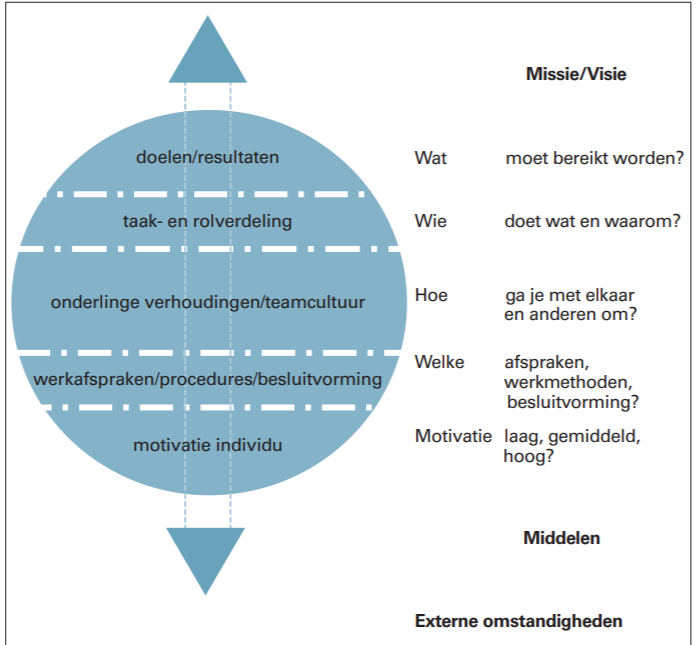 Missie/Visie
doelen/resultaten
Wat moet bereikt worden?
taak- en rolverdeling
Wie doet wat en waarom?
onderlinge verhoudingen/teamcultuur
Hoe ga je met elkaar
en anderen om?
werkafspraken/procedures/besluitvorming
Welke afspraken,
werkmethoden,
besluitvorming?
motivatie individu
Motivatie laag, gemiddeld,
hoog?
Middelen
Externe omstandigheden